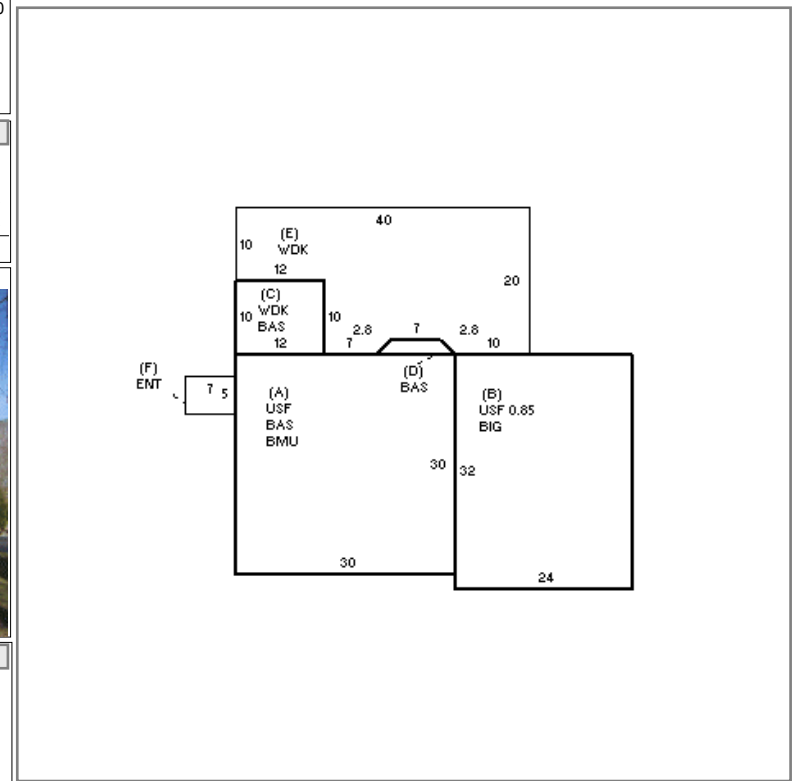 40
(E)
WDK
10
12
20
(C)
WDK
BAS
10
10
12
2.8
7
7
2.8
10
(D)
BAS
(F)
ENT
7 5
(A)
USF
BAS
BMU
(B)
USF 0.85
BIG
30
32
30
24